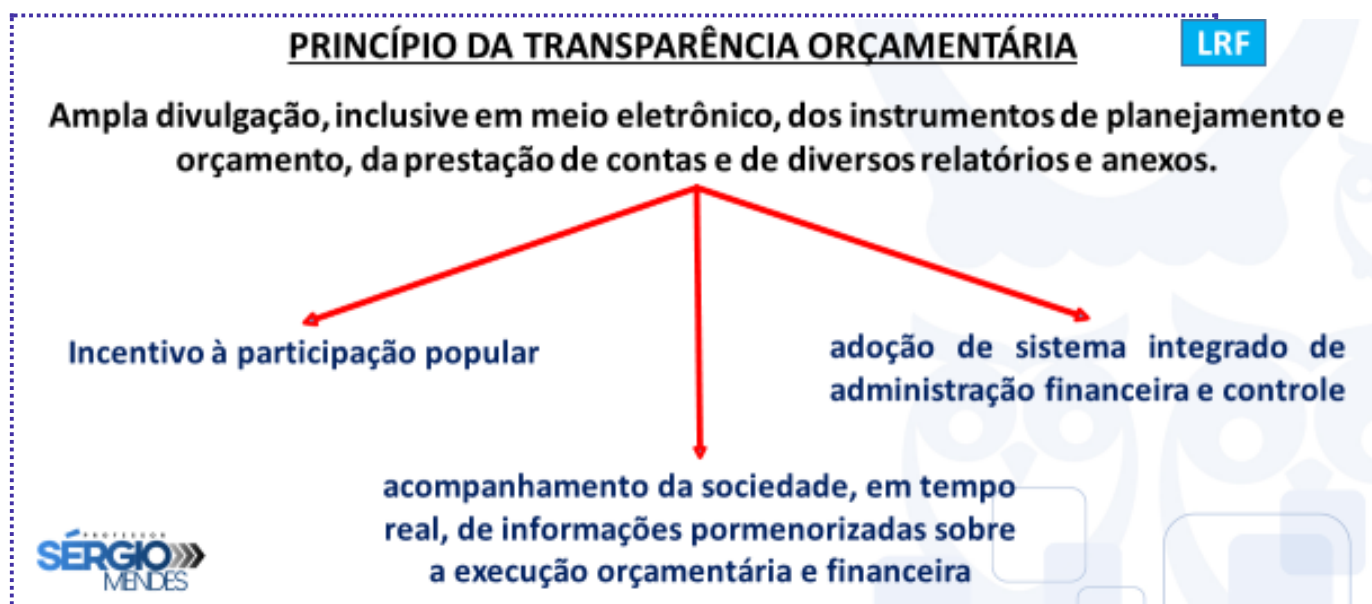 PRINCÍPIO DA TRANSPARÊNCIA ORÇAMENTÁRIA
LRF
Ampla divulgação, inclusive em meio eletrônico, dos instrumentos de planejamento e
orçamento, da prestação de contas e de diversos relatórios e anexos.
Incentivo à participação popular
adoção de sistema integrado de
administração financeira e controle
acompanhamento da sociedade, em tempo
real, de informações pormenorizadas sobre
a execução orçamentária e financeira
PROFESSOR
SÉRGIO
MENDES